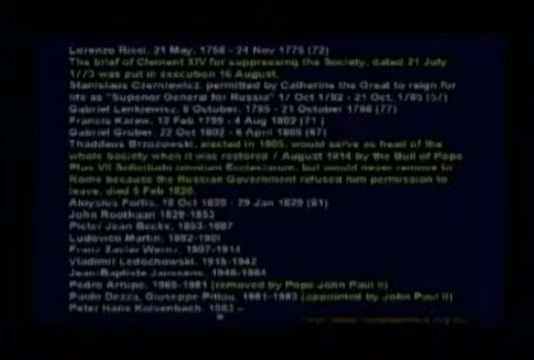 Lorenzo Ricci, 21 May, 1758 - 24 Nov 1775 (72)
The brief of Clement XIV for suppressing the Society, dated 21 July
1773 was put in execution 16 August.
Stanislaus Czerniewicz, permitted by Catherine the Great to reign for
life as "Superior General for Russia" 17 Oct 1782 - 21 Oct, 1785 (57)
Gabriel Lenkiewicz, 8 October, 1785 - 21 October 1798 (77)
Francis Karew, 12 Feb 1799 - 4 Aug 1802 (71 )
Gabriel Gruber, 22 Oct 1802 - 6 April 1805 (67)
Thaddeus Brzozowski, elected in 1805, would serve as head of the
whole Society when it was restored 7 August 1814 by the Bull of Pope
Pius VII Solicitudo omnium Ecclesiarum, but would never remove to
Rome because the Russian Government refused him permission to
leave, died 5 Feb 1820.
Aloysius Fortis, 18 Oct 1820 - 29 Jan 1829 (81)
John Roothaan 1829-1853
Pieter Jean Beckx, 1853-1887
Ludovico Martin, 1892-1901
Franz Xavier Wernz, 1907-1914
Vladimir Ledochowski, 1915-1942
Jean-Baptiste Janssens, 1946-1964
Pedro Arrupe, 1965-1981 (removed by Pope John Paul II)
Paolo Dezza, Giuseppe Pittau, 1981-1983 (appointed by John Paul II)
Peter Hans Kolvenbach, 1983 –